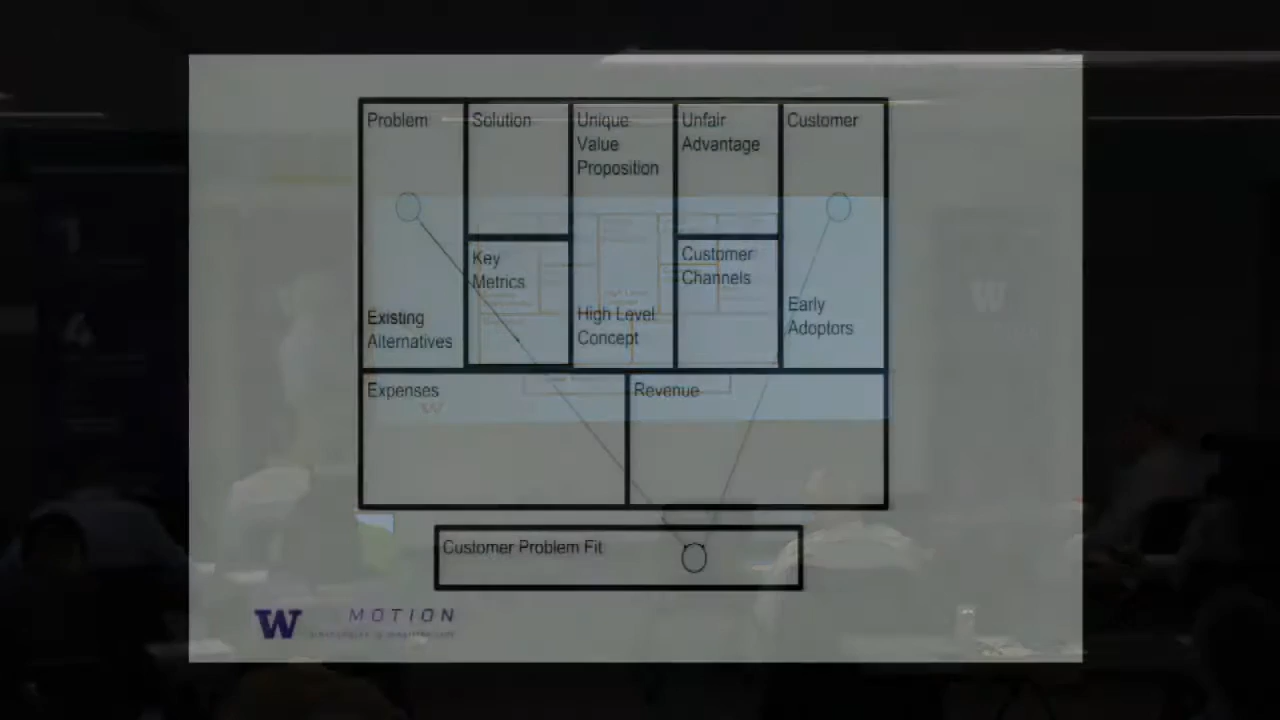 Problem
Solution
Unique
Value
Proposition
Unfair
Advantage
Customer
Key
Metrics
Customer
Channels
Existing
Alternatives
High Level
Concept
Early
Adoptors
Expenses
Revenue
Customer Problem Fit
W MOTION